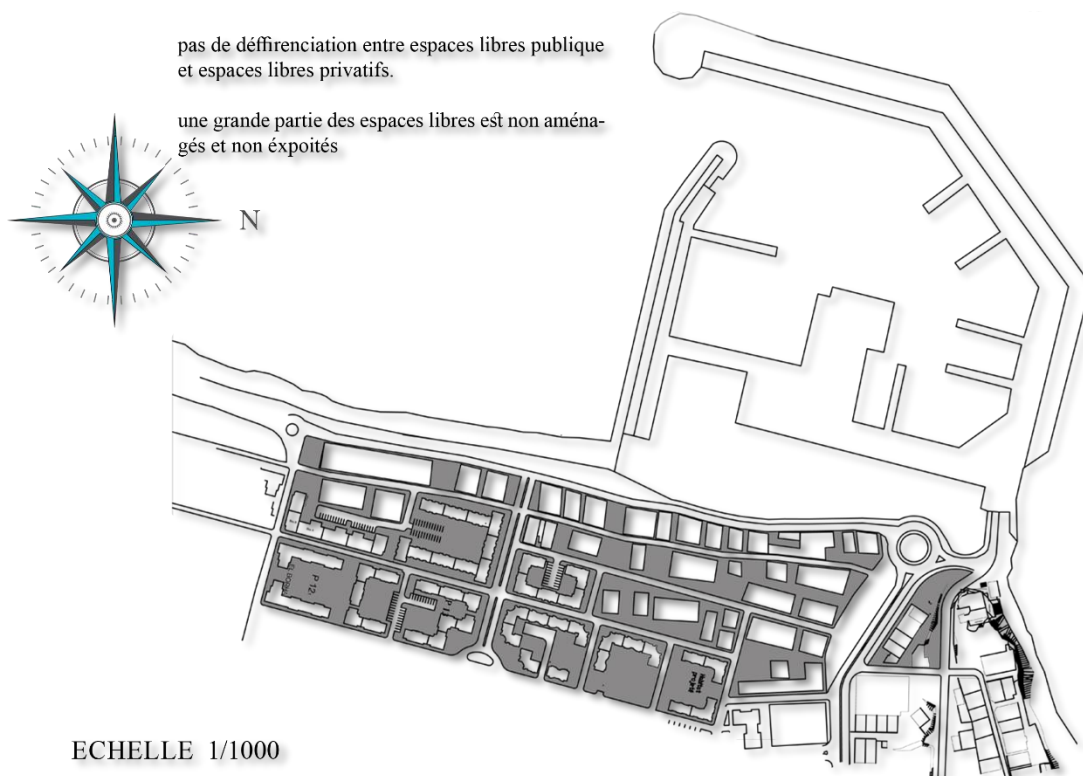 pas de déffirenciation entre espaces libres publique
et espaces libres privatifs.
une grande partie des espaces libres est non aména-
gés et non éxpoités
N
P 12
ECHELLE 1/1000